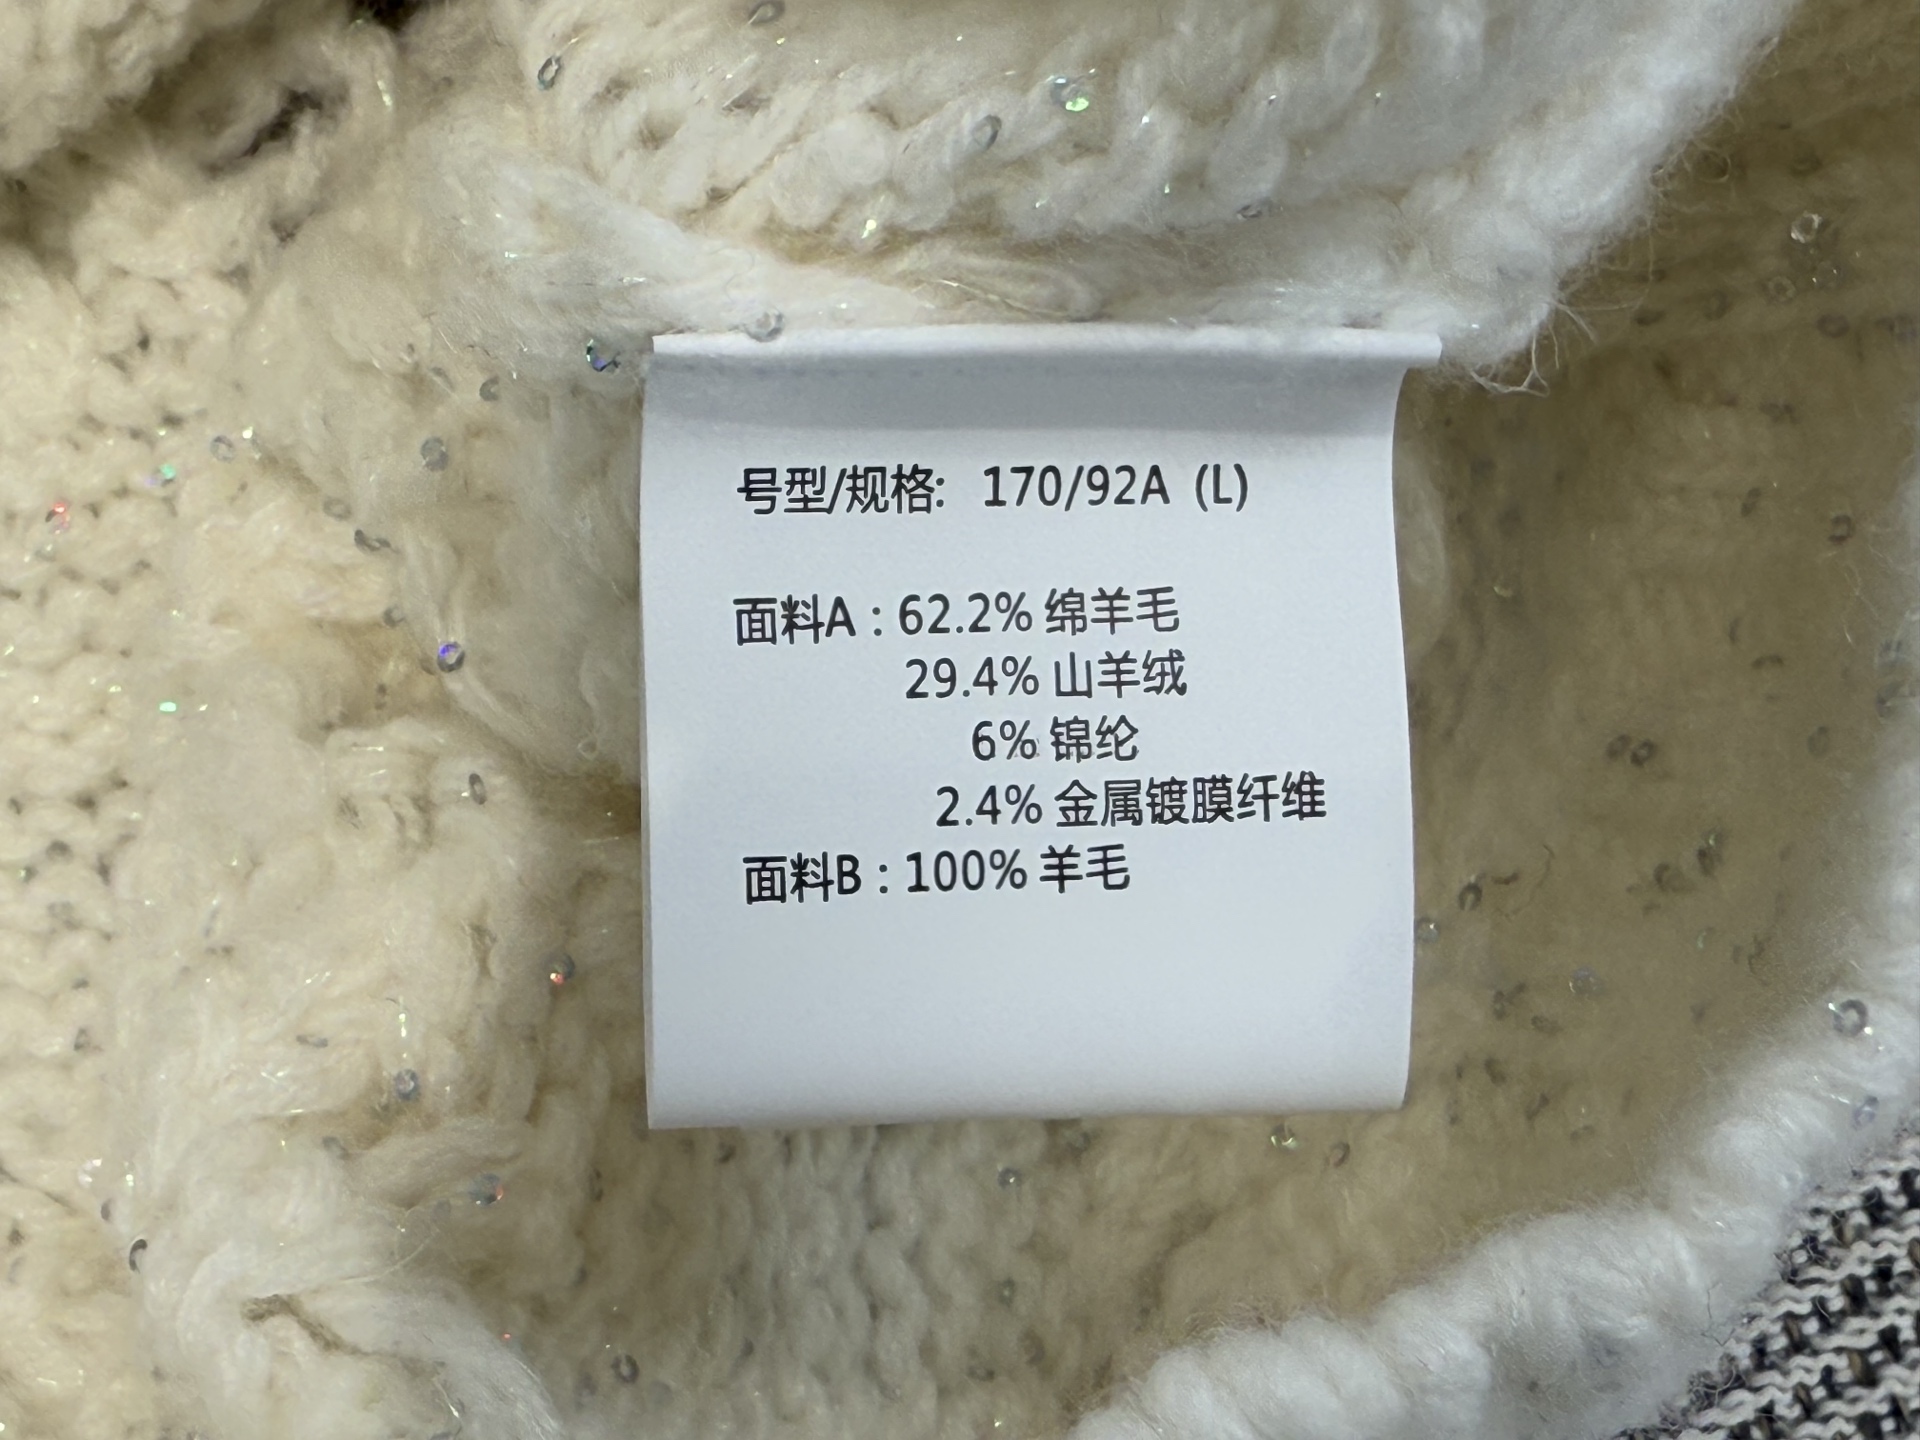 号型/规格: 170/92A (L)
面料A : 62.2% 绵羊毛
29.4% 山羊绒
6% 锦纶
2.4% 金属镀膜纤维
面料B : 100% 羊毛